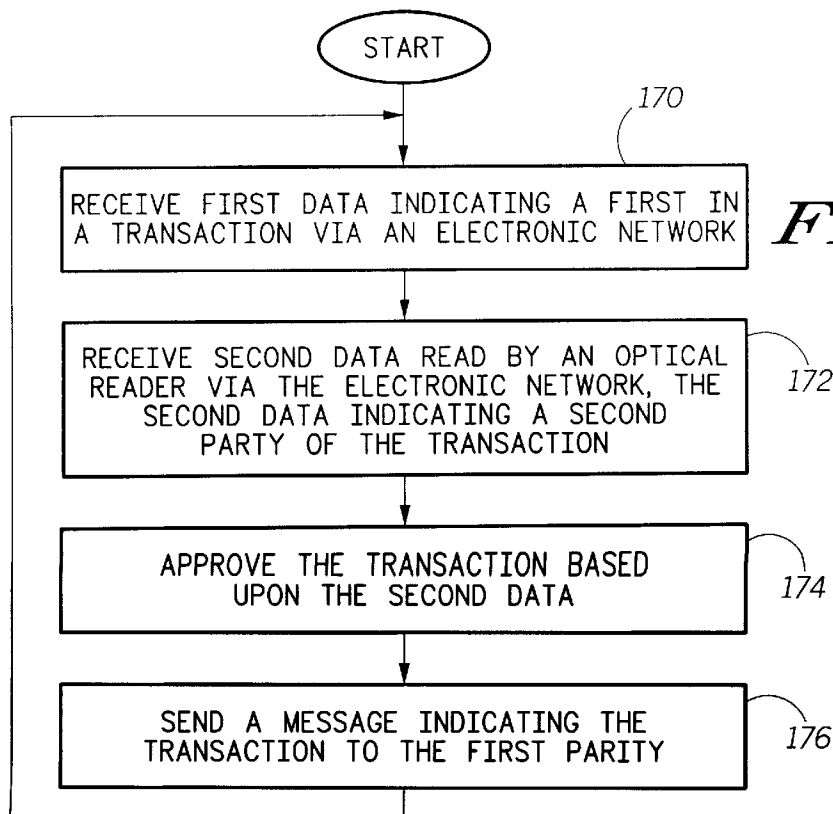 START
170
RECEIVE FIRST DATA INDICATING A FIRST IN
A TRANSACTION VIA AN ELECTRONIC NETWORK
RECEIVE SECOND DATA READ BY AN OPTICAL
READER VIA THE ELECTRONIC NETWORK, THE
SECOND DATA INDICATING A SECOND
PARTY OF THE TRANSACTION
172
APPROVE THE TRANSACTION BASED
UPON THE SECOND DATA
174
SEND A MESSAGE INDICATING THE
TRANSACTION TO THE FIRST PARITY
176